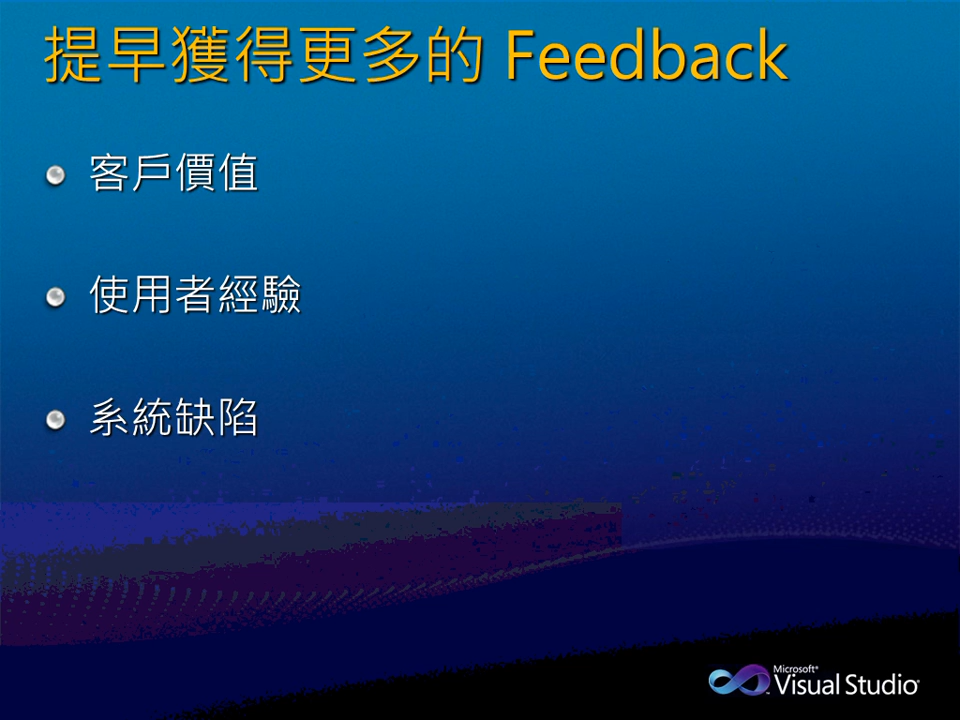 提早獲得更多的 Feedback
客戶價值
使用者經驗
系統缺陷
Microsoft®
Visual Studio®